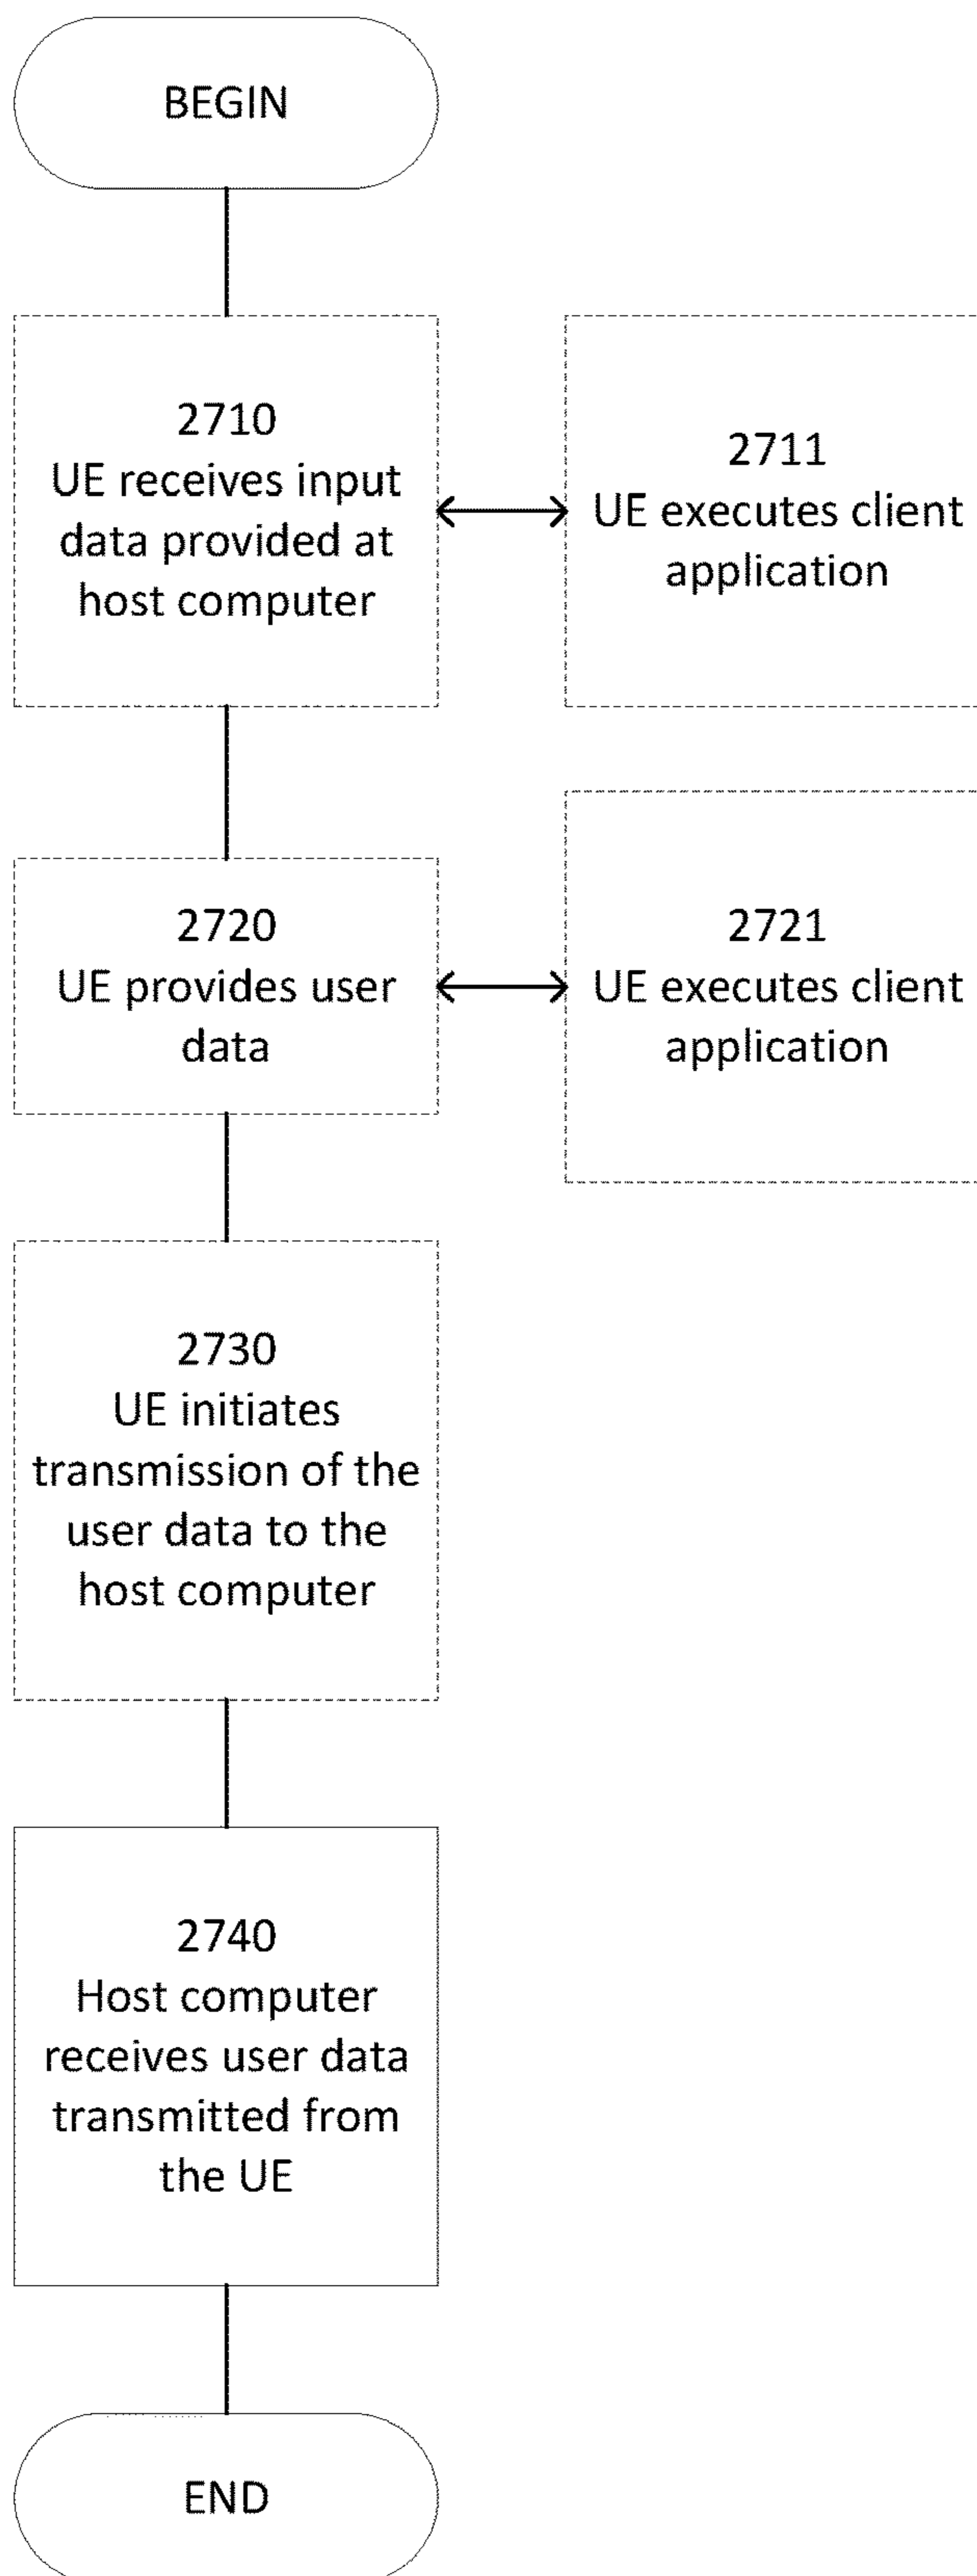 BEGIN
2710
UE receives input
data provided at
host computer
2711
UE executes client
application
2720
UE provides user
data
2721
UE executes client
application
2730
UE initiates
transmission of the
user data to the
host computer
2740
Host computer
receives user data
transmitted from
the UE
END